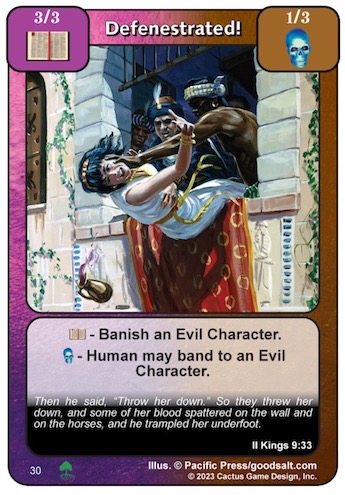 3/3
Defenestrated!
1/3
- Banish an Evil Character.
- Human may band to an Evil
Character.
Then he said, “Throw her down.” So they threw her
down, and some of her blood spattered on the wall and
on the horses, and he trampled her underfoot.
II Kings 9:33
30
Illus. © Pacific Press/goodsalt.com
© 2023 Cactus Game Design, Inc.